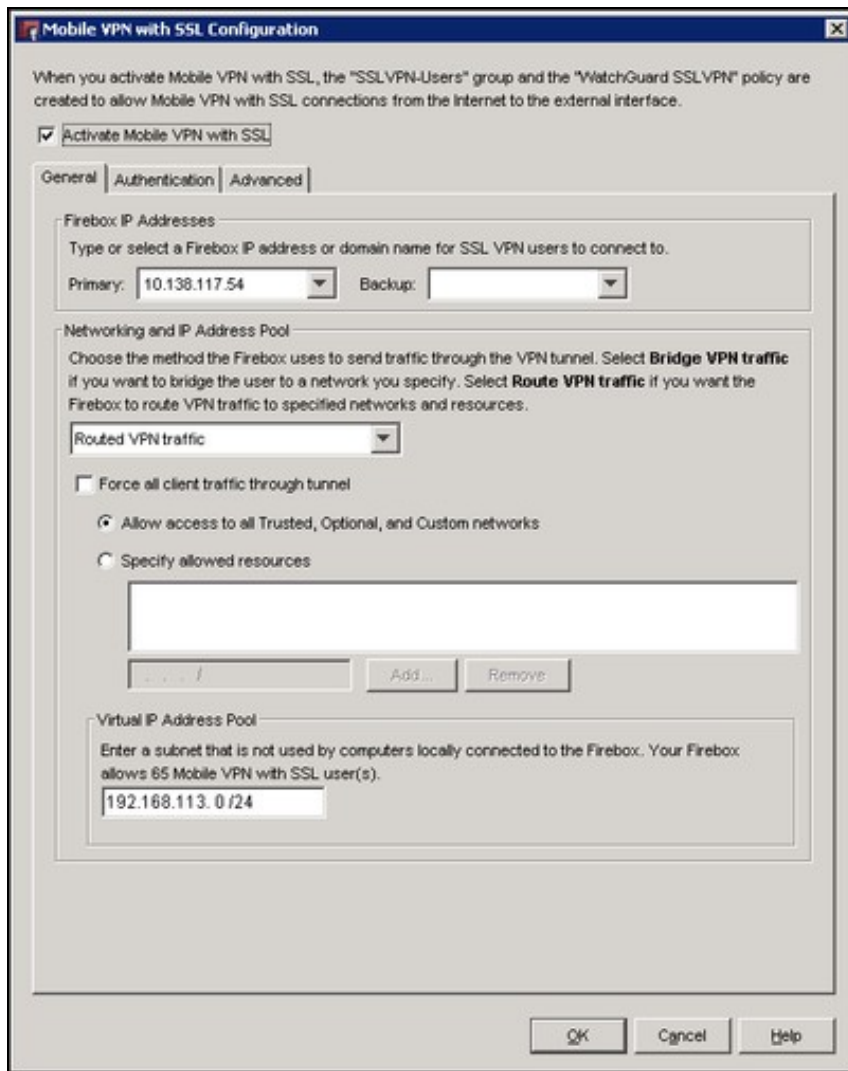 Mobile VPN with SSL Configuration
When you activate Mobile VPN with SSL, the "SSLVPN-Users" group and the "WatchGuard SSLVPN" policy are
created to allow Mobile VPN with SSL connections from the Internet to the external interface.
Activate Mobile VPN with SSL
General Authentication Advanced
Firebox IP Addresses
Type or select a Firebox IP address or domain name for SSL VPN users to connect to.
Primary: 10.138.117.54 Backup:
Networking and IP Address Pool
Choose the method the Firebox uses to send traffic through the VPN tunnel. Select Bridge VPN traffic
if you want to bridge the user to a network you specify. Select Route VPN traffic if you want the
Firebox to route VPN traffic to specified networks and resources.
Routed VPN traffic
Force all client traffic through tunnel
Allow access to all Trusted, Optional, and Custom networks
Specify allowed resources
. . . /
Add... Remove
Virtual IP Address Pool
Enter a subnet that is not used by computers locally connected to the Firebox. Your Firebox
allows 65 Mobile VPN with SSL user(s).
192.168.113. 0 /24
OK Cancel Help